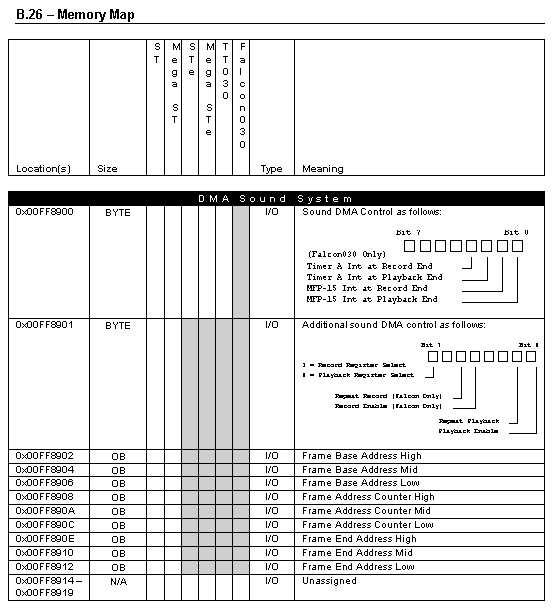 B.26 – Memory Map
Location(s) Size ST Mega ST STe Mega STe TT030 Falcon030 Type Meaning
DMA Sound System
0x00FF8900 BYTE I/O Sound DMA Control as follows:
Bit 7 Bit 0
(Falcon030 Only)
Timer A Int at Record End
Timer A Int at Playback End
MFP-15 Int at Record End
MFP-15 Int at Playback End
0x00FF8901 BYTE I/O Additional sound DMA control as follows:
Bit 7 Bit 0
1 = Record Register Select
0 = Playback Register Select
Repeat Record (Falcon Only)
Record Enable (Falcon Only)
Repeat Playback
Playback Enable
0x00FF8902 OB I/O Frame Base Address High
0x00FF8904 OB I/O Frame Base Address Mid
0x00FF8906 OB I/O Frame Base Address Low
0x00FF8908 OB I/O Frame Address Counter High
0x00FF890A OB I/O Frame Address Counter Mid
0x00FF890C OB I/O Frame Address Counter Low
0x00FF890E OB I/O Frame End Address High
0x00FF8910 OB I/O Frame End Address Mid
0x00FF8912 OB I/O Frame End Address Low
0x00FF8914 – N/A I/O Unassigned
0x00FF8919